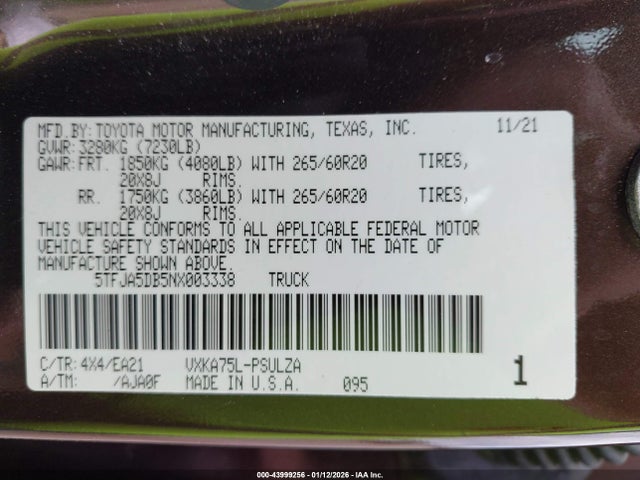 MFD.BY: TOYOTA MOTOR MANUFACTURING, TEXAS, INC. 11/21
GVWR: 3280KG (7230LB)
GAWR: FRT. 1850KG (4080LB) WITH 265/60R20 TIRES,
20X8J RIMS.
RR. 1750KG (3860LB) WITH 265/60R20 TIRES,
20X8J RIMS.
THIS VEHICLE CONFORMS TO ALL APPLICABLE FEDERAL MOTOR
VEHICLE SAFETY STANDARDS IN EFFECT ON THE DATE OF
MANUFACTURE SHOWN ABOVE.
5TFJA5DB5NX003338 TRUCK
C/TR: 4X4/EA21 VXKA75L-PSULZA
A/TM: /AJA0F MADE IN U.S.A. 095 1
000-43999256 - 01/12/2026 - IAA Inc.